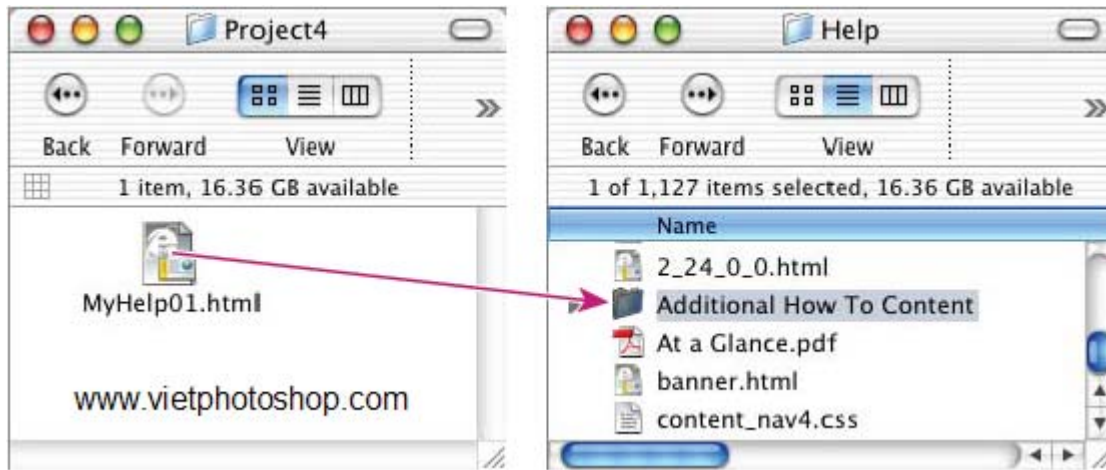 Project4
Back Forward View
1 item, 16.36 GB available
MyHelp01.html
www.vietphotoshop.com
Help
Back Forward View
1 of 1,127 items selected, 16.36 GB available
Name
2_24_0_0.html
Additional How To Content
At a Glance.pdf
banner.html
content_nav4.css